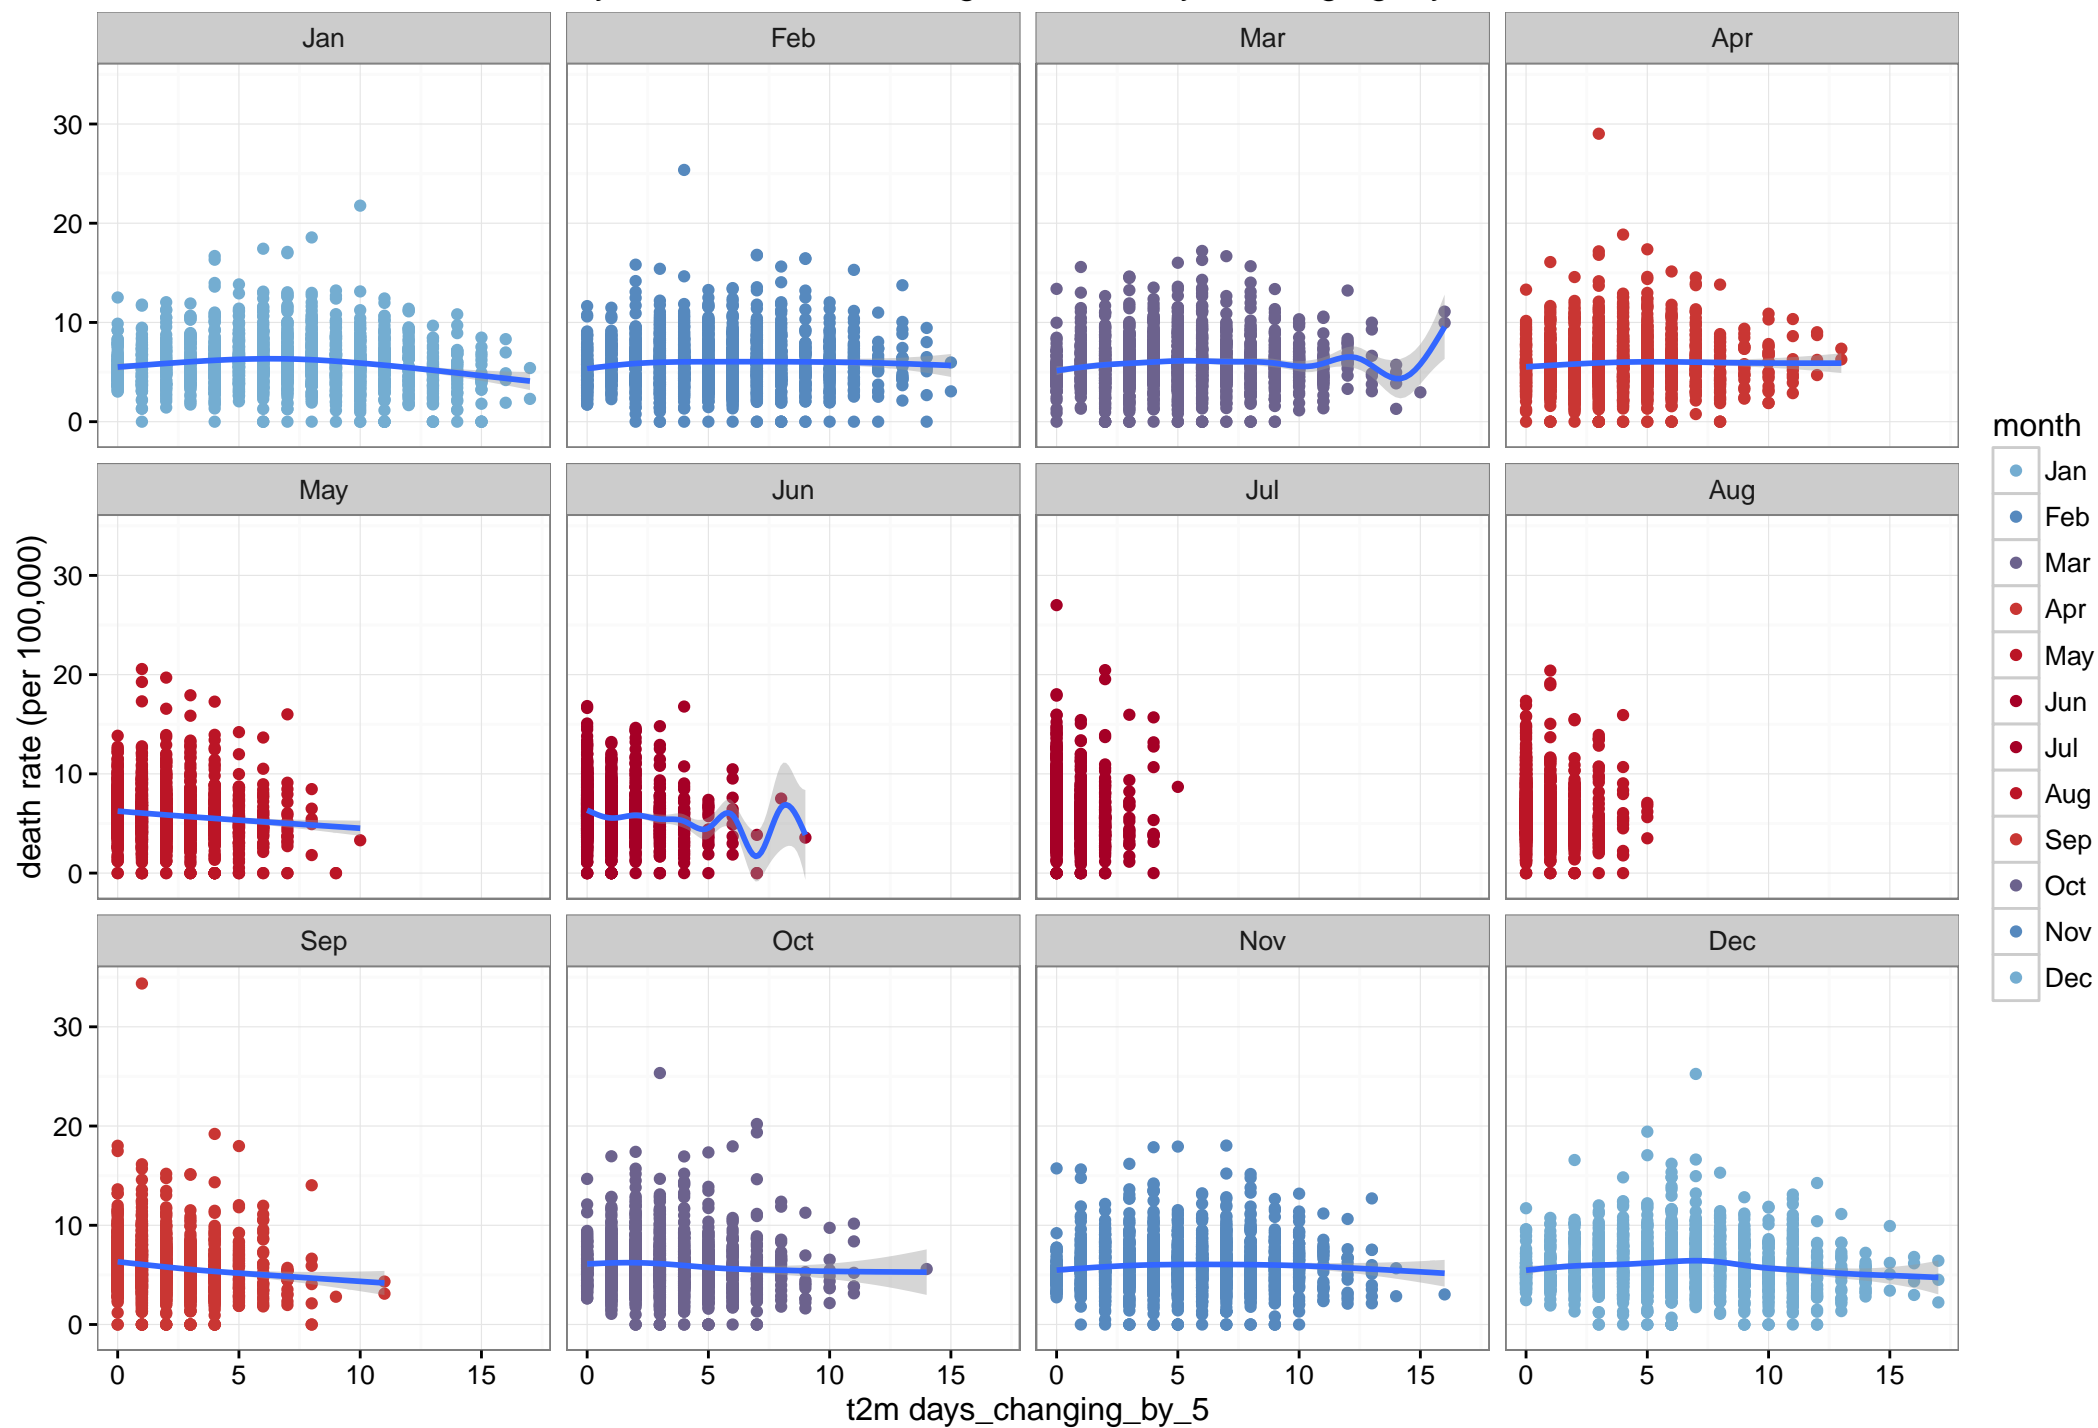 Jan Feb Mar Apr
30
20
10
0
May Jun Jul Aug
30
20
10
0
Sep Oct Nov Dec
30
20
10
0
0 5 10 15 0 5 10 15 0 5 10 15 0 5 10 15
t2m days_changing_by_5
death rate (per 100,000)
month
Jan
Feb
Mar
Apr
May
Jun
Jul
Aug
Sep
Oct
Nov
Dec